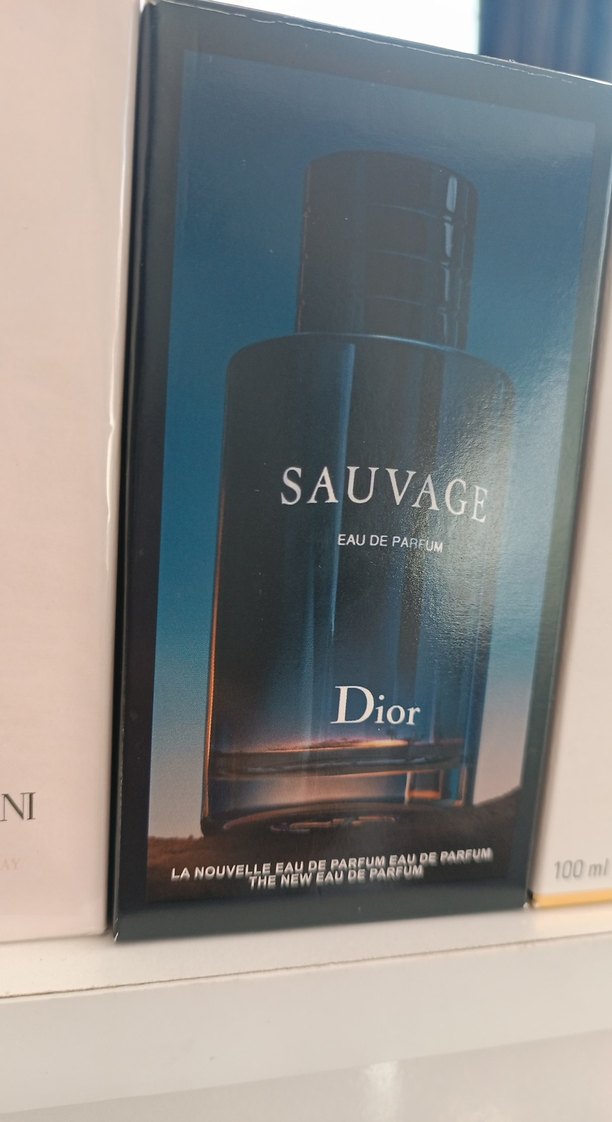 SAUVAGE
EAU DE PARFUM
Dior
LA NOUVELLE EAU DE PARFUM EAU DE PARFUM
THE NEW EAU DE PARFUM
NI
AY
100 ml